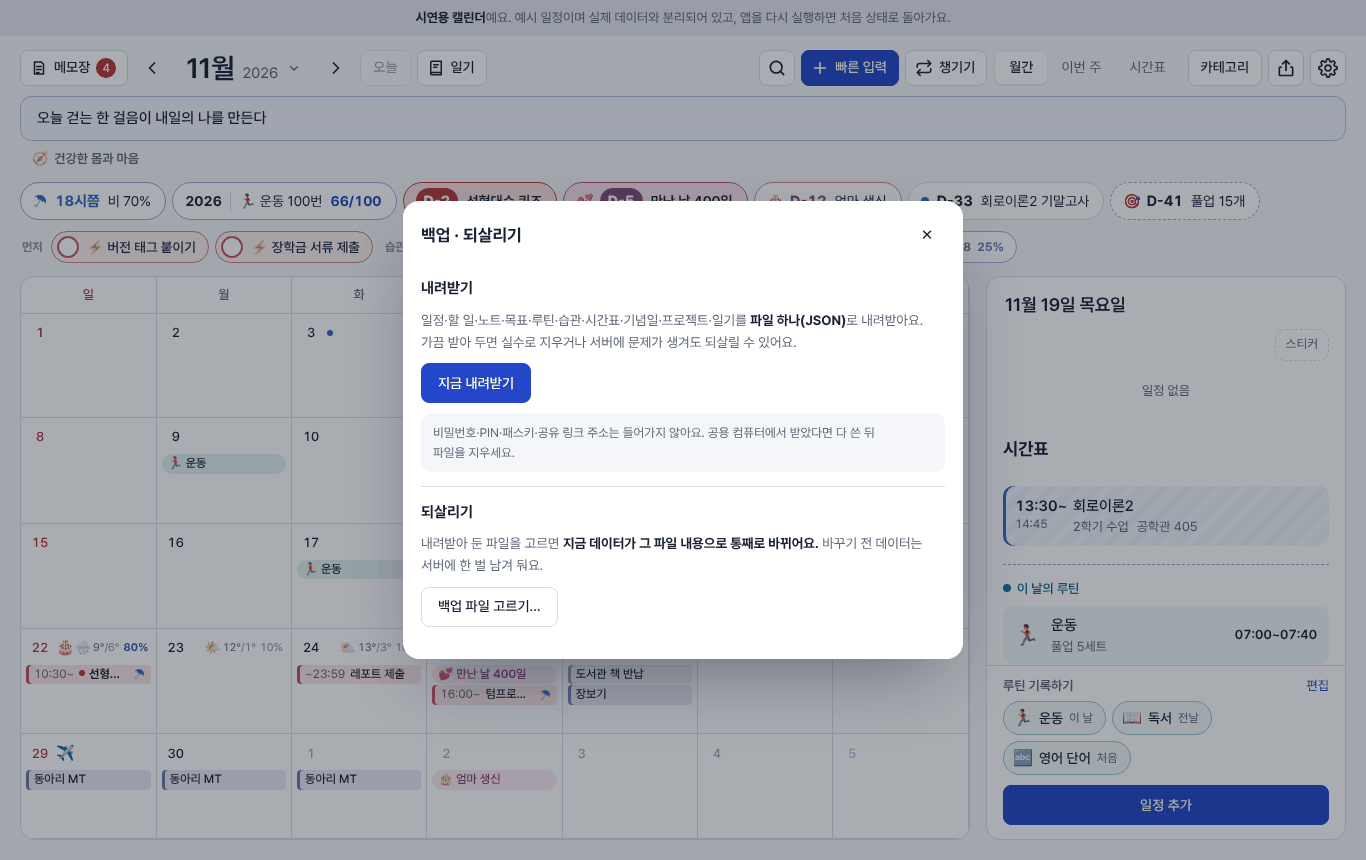 시연용 캘린더예요. 예시 일정이며 실제 데이터와 분리되어 있고, 앱을 다시 실행하면 처음 상태로 돌아가요.
메모장 4 11월 2026 오늘 일기 빠른 입력 챙기기 월간 이번 주 시간표 카테고리
오늘 걷는 한 걸음이 내일의 나를 만든다
건강한 몸과 마음
18시쯤 비 70% 2026 운동 100번 66/100 D-33 회로이론2 기말고사 D-41 풀업 15개
먼저 버전 태그 붙이기 장학금 서류 제출 25%
백업 · 되살리기
내려받기
일정·할 일·노트·목표·루틴·습관·시간표·기념일·프로젝트·일기를 파일 하나(JSON)로 내려받아요.
가끔 받아 두면 실수로 지우거나 서버에 문제가 생겨도 되살릴 수 있어요.
지금 내려받기
비밀번호·PIN·패스키·공유 링크 주소는 들어가지 않아요. 공용 컴퓨터에서 받았다면 다 쓴 뒤
파일을 지우세요.
되살리기
내려받아 둔 파일을 고르면 지금 데이터가 그 파일 내용으로 통째로 바뀌어요. 바꾸기 전 데이터는
서버에 한 벌 남겨 둬요.
백업 파일 고르기...
일 월 화
1 2 3
8 9 10
운동
15 16 17
운동
22 9°/6° 80% 23 12°/1° 10% 24 13°/3°
10:30~ 선형... ~23:59 레포트 제출 만난 날 400일 도서관 책 반납
16:00~ 텀프로... 장보기
29 30 1 2 3 4 5
동아리 MT 동아리 MT 동아리 MT 엄마 생신
11월 19일 목요일
스티커
일정 없음
시간표
13:30~ 회로이론2
14:45 2학기 수업 공학관 405
이 날의 루틴
운동
풀업 5세트
07:00~07:40
루틴 기록하기 편집
운동 이 날 독서 전날
영어 단어 처음
일정 추가